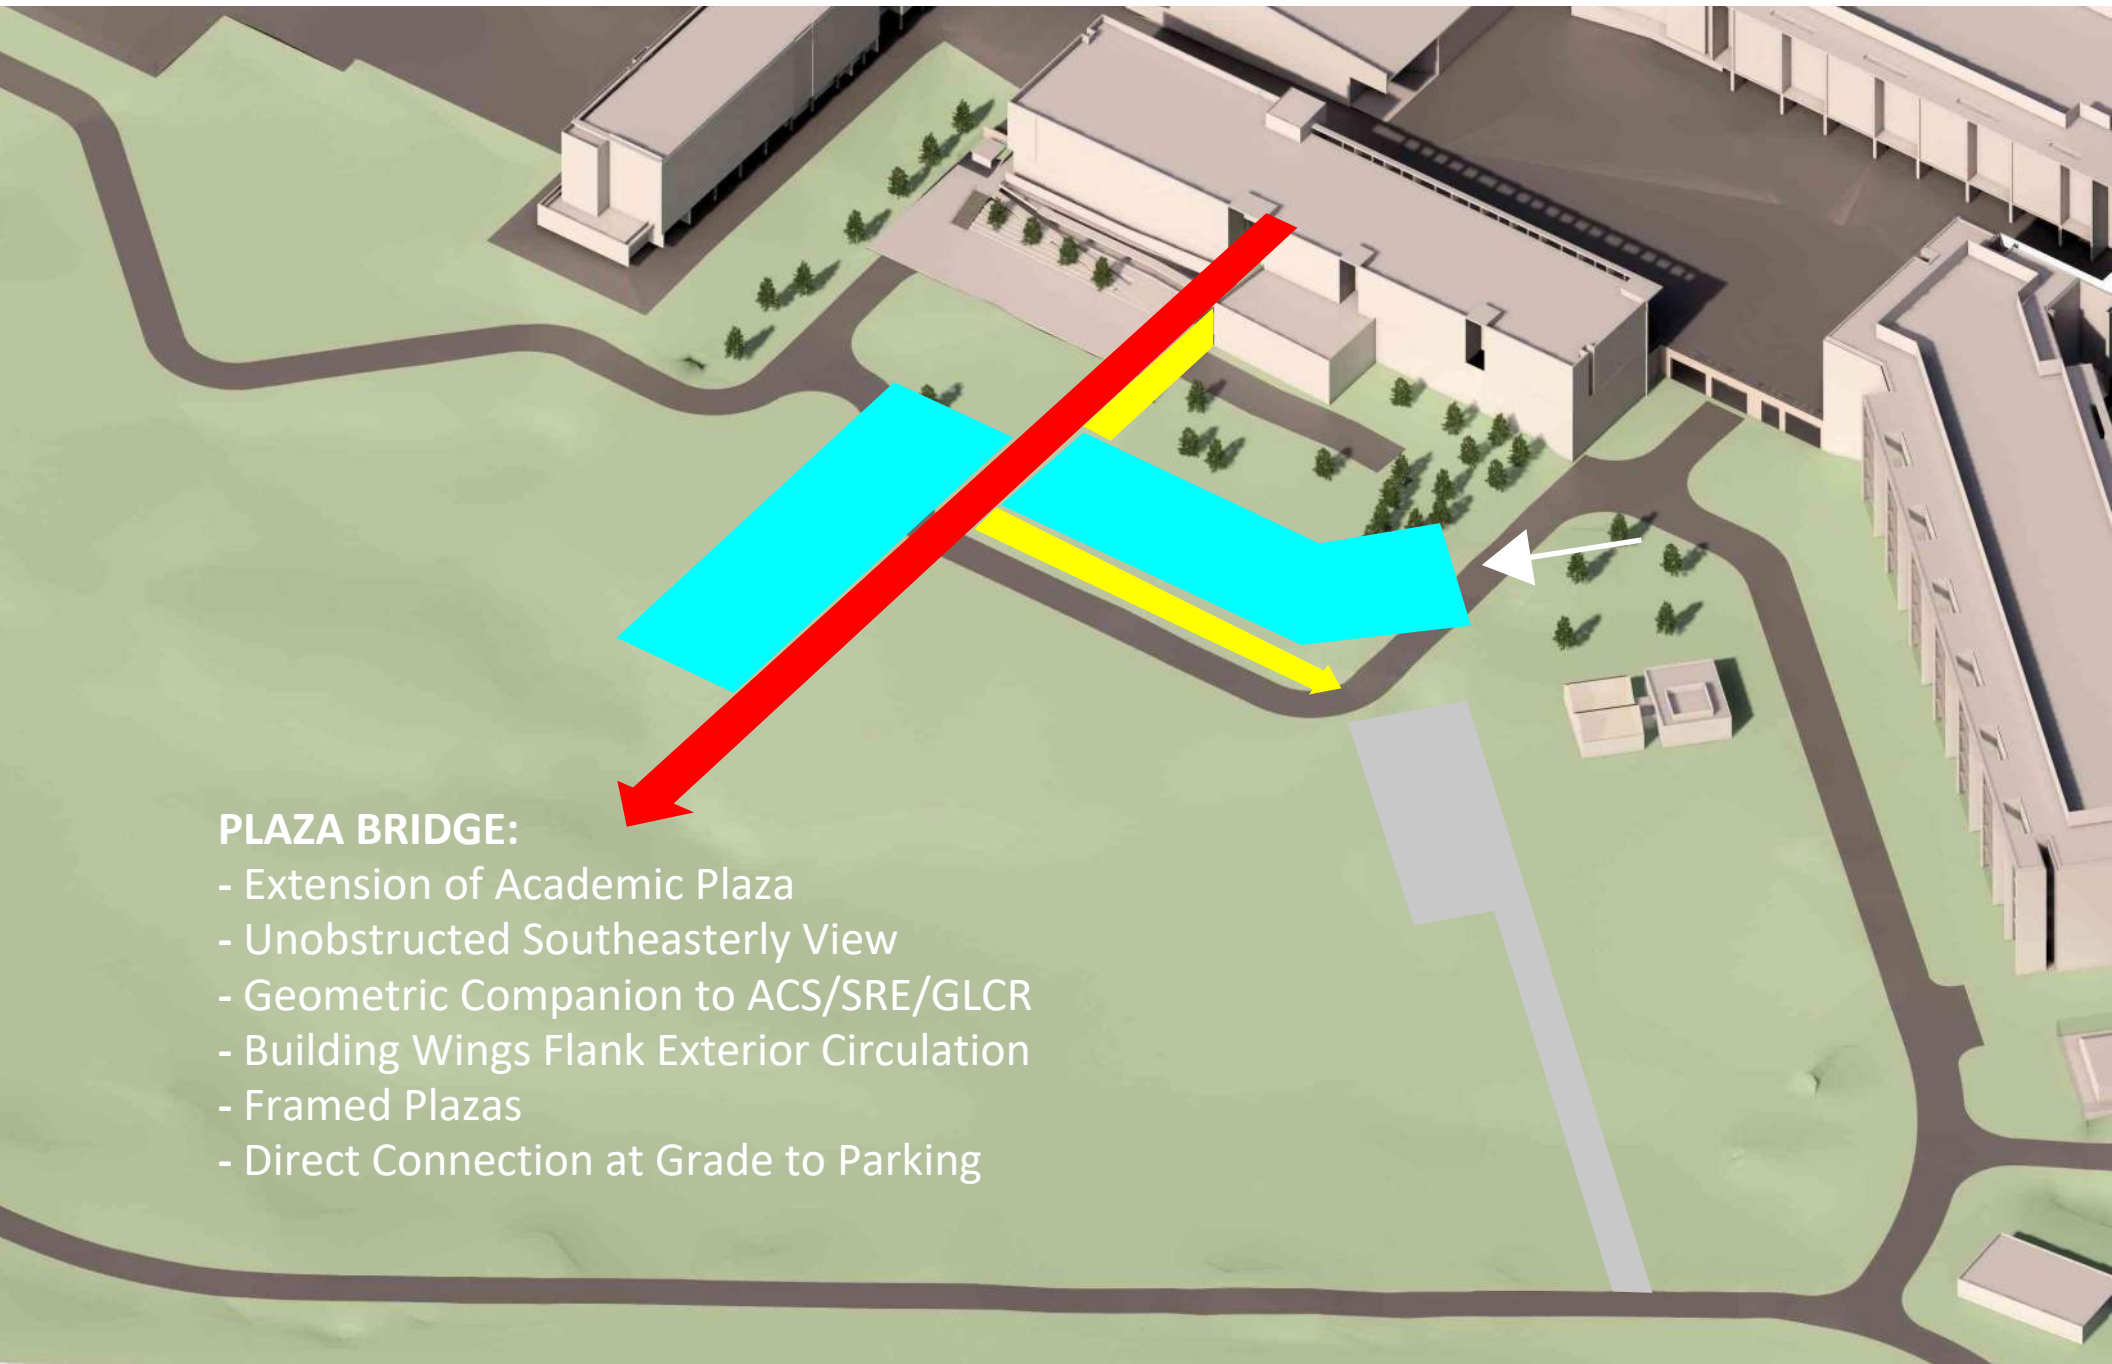 PLAZA BRIDGE:
- Extension of Academic Plaza
- Unobstructed Southeasterly View
- Geometric Companion to ACS/SRE/GLCR
- Building Wings Flank Exterior Circulation
- Framed Plazas
- Direct Connection at Grade to Parking